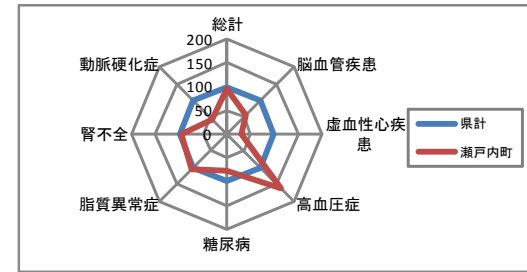 総計
200
150
100
50
0
脳血管疾患
虚血性心疾
患
高血圧症
糖尿病
脂質異常症
腎不全
動脈硬化症
県計
瀬戸内町